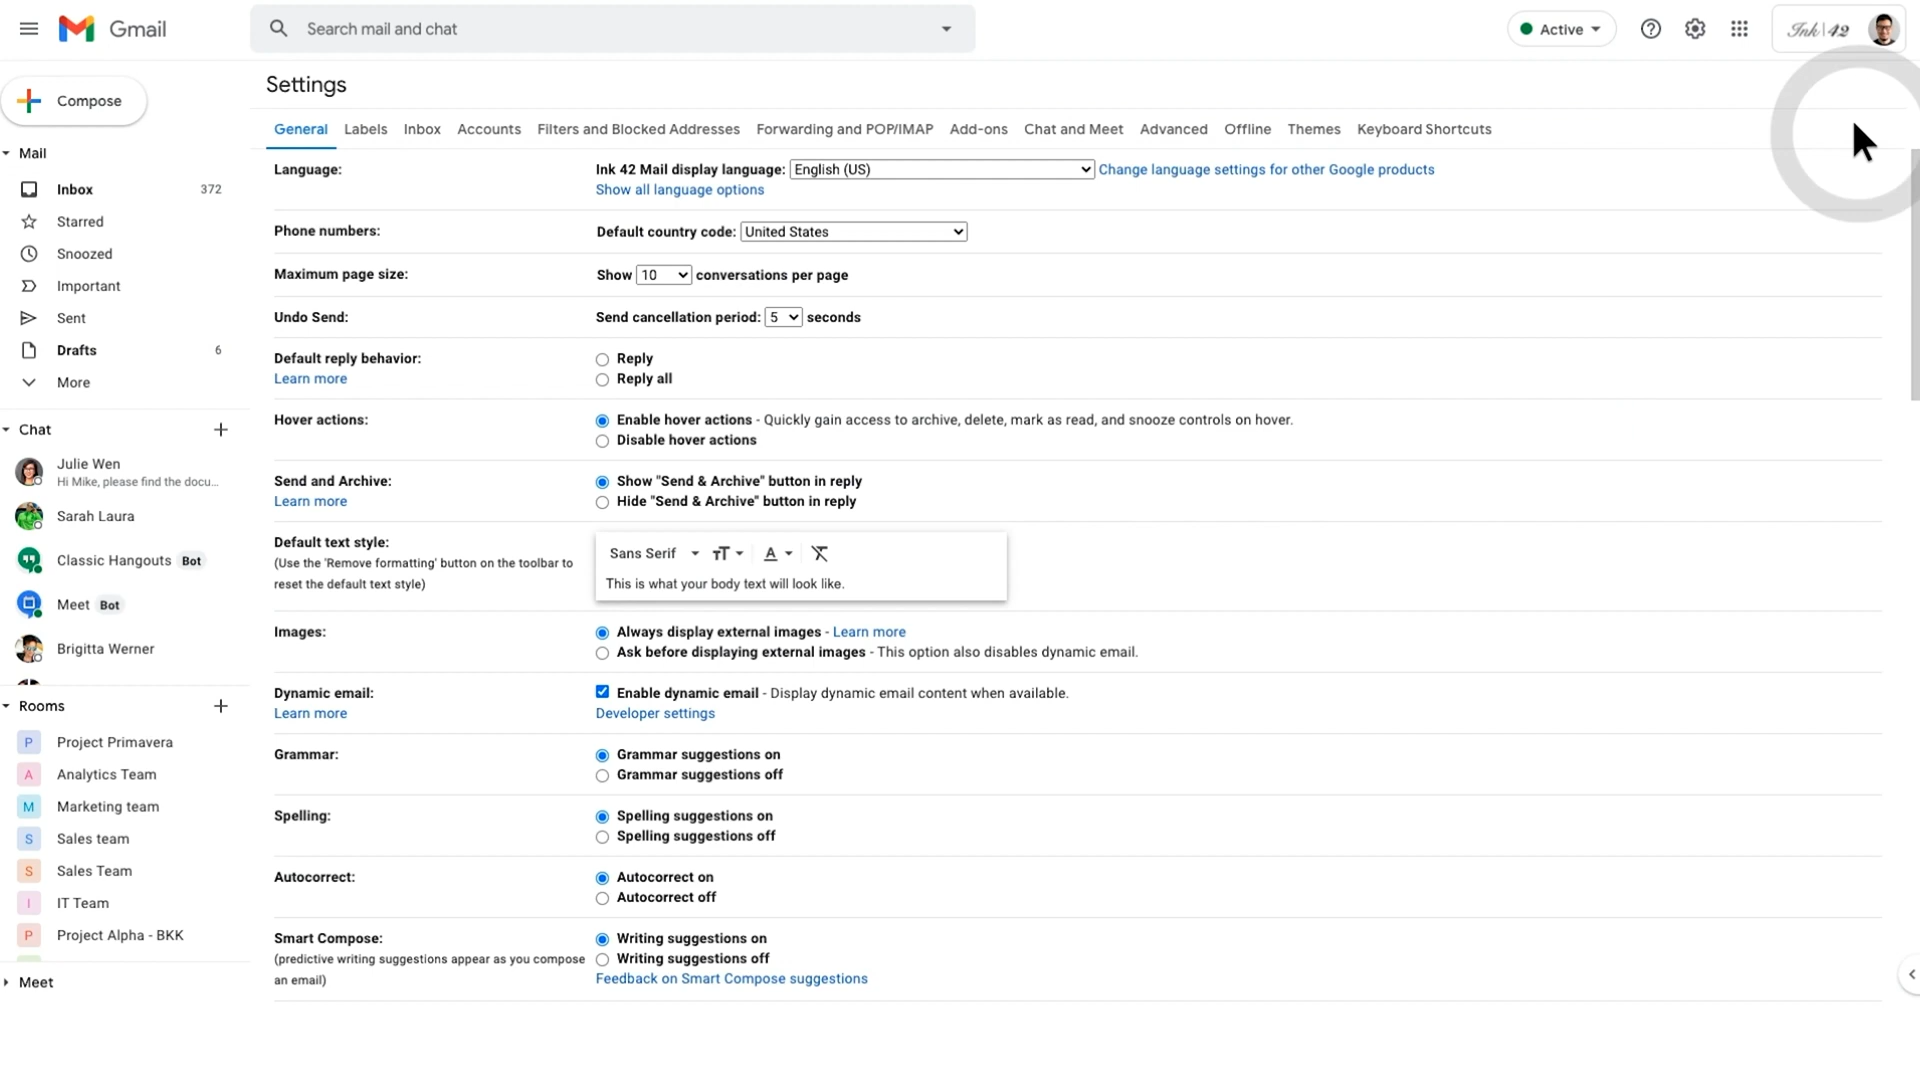 Gmail
Search mail and chat
Active
Ink 42
Compose
Mail
Inbox 372
Starred
Snoozed
Important
Sent
Drafts 6
More
Chat
Julie Wen
Hi Mike, please find the docu...
Sarah Laura
Classic Hangouts Bot
Meet Bot
Brigitta Werner
Rooms
P Project Primavera
A Analytics Team
M Marketing team
S Sales team
S Sales Team
I IT Team
P Project Alpha - BKK
Meet
Settings
General Labels Inbox Accounts Filters and Blocked Addresses Forwarding and POP/IMAP Add-ons Chat and Meet Advanced Offline Themes Keyboard Shortcuts
Language: Ink 42 Mail display language: English (US) Change language settings for other Google products
Show all language options
Phone numbers: Default country code: United States
Maximum page size: Show 10 conversations per page
Undo Send: Send cancellation period: 5 seconds
Default reply behavior: Reply
Learn more Reply all
Hover actions: Enable hover actions - Quickly gain access to archive, delete, mark as read, and snooze controls on hover.
Disable hover actions
Send and Archive: Show "Send & Archive" button in reply
Learn more Hide "Send & Archive" button in reply
Default text style:
(Use the 'Remove formatting' button on the toolbar to
reset the default text style)
Sans Serif
This is what your body text will look like.
Images: Always display external images - Learn more
Ask before displaying external images - This option also disables dynamic email.
Dynamic email: Enable dynamic email - Display dynamic email content when available.
Learn more Developer settings
Grammar: Grammar suggestions on
Grammar suggestions off
Spelling: Spelling suggestions on
Spelling suggestions off
Autocorrect: Autocorrect on
Autocorrect off
Smart Compose: Writing suggestions on
(predictive writing suggestions appear as you compose Writing suggestions off
an email) Feedback on Smart Compose suggestions